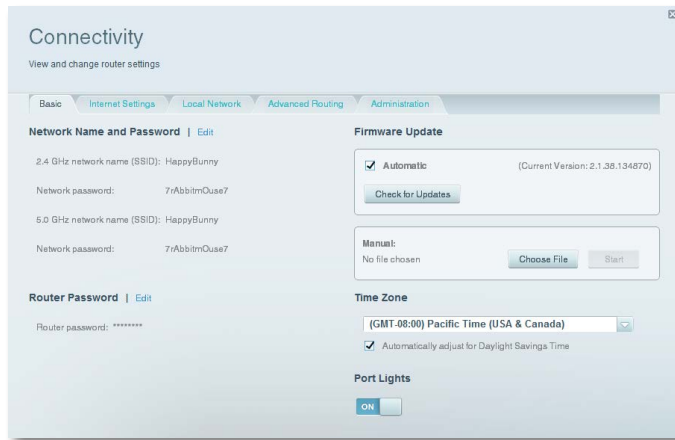 Connectivity
View and change router settings
Basic
Internet Settings
Local Network
Advanced Routing
Administration
Network Name and Password | Edit
2.4 GHz network name (SSID): HappyBunny
Network password: 7rAbbitmOuse7
5.0 GHz network name (SSID): HappyBunny
Network password: 7rAbbitmOuse7
Router Password | Edit
Router password: ********
Firmware Update
Automatic
(Current Version: 2.1.38.134870)
Check for Updates
Manual:
No file chosen
Choose File
Start
Time Zone
(GMT-08:00) Pacific Time (USA & Canada)
Automatically adjust for Daylight Savings Time
Port Lights
ON